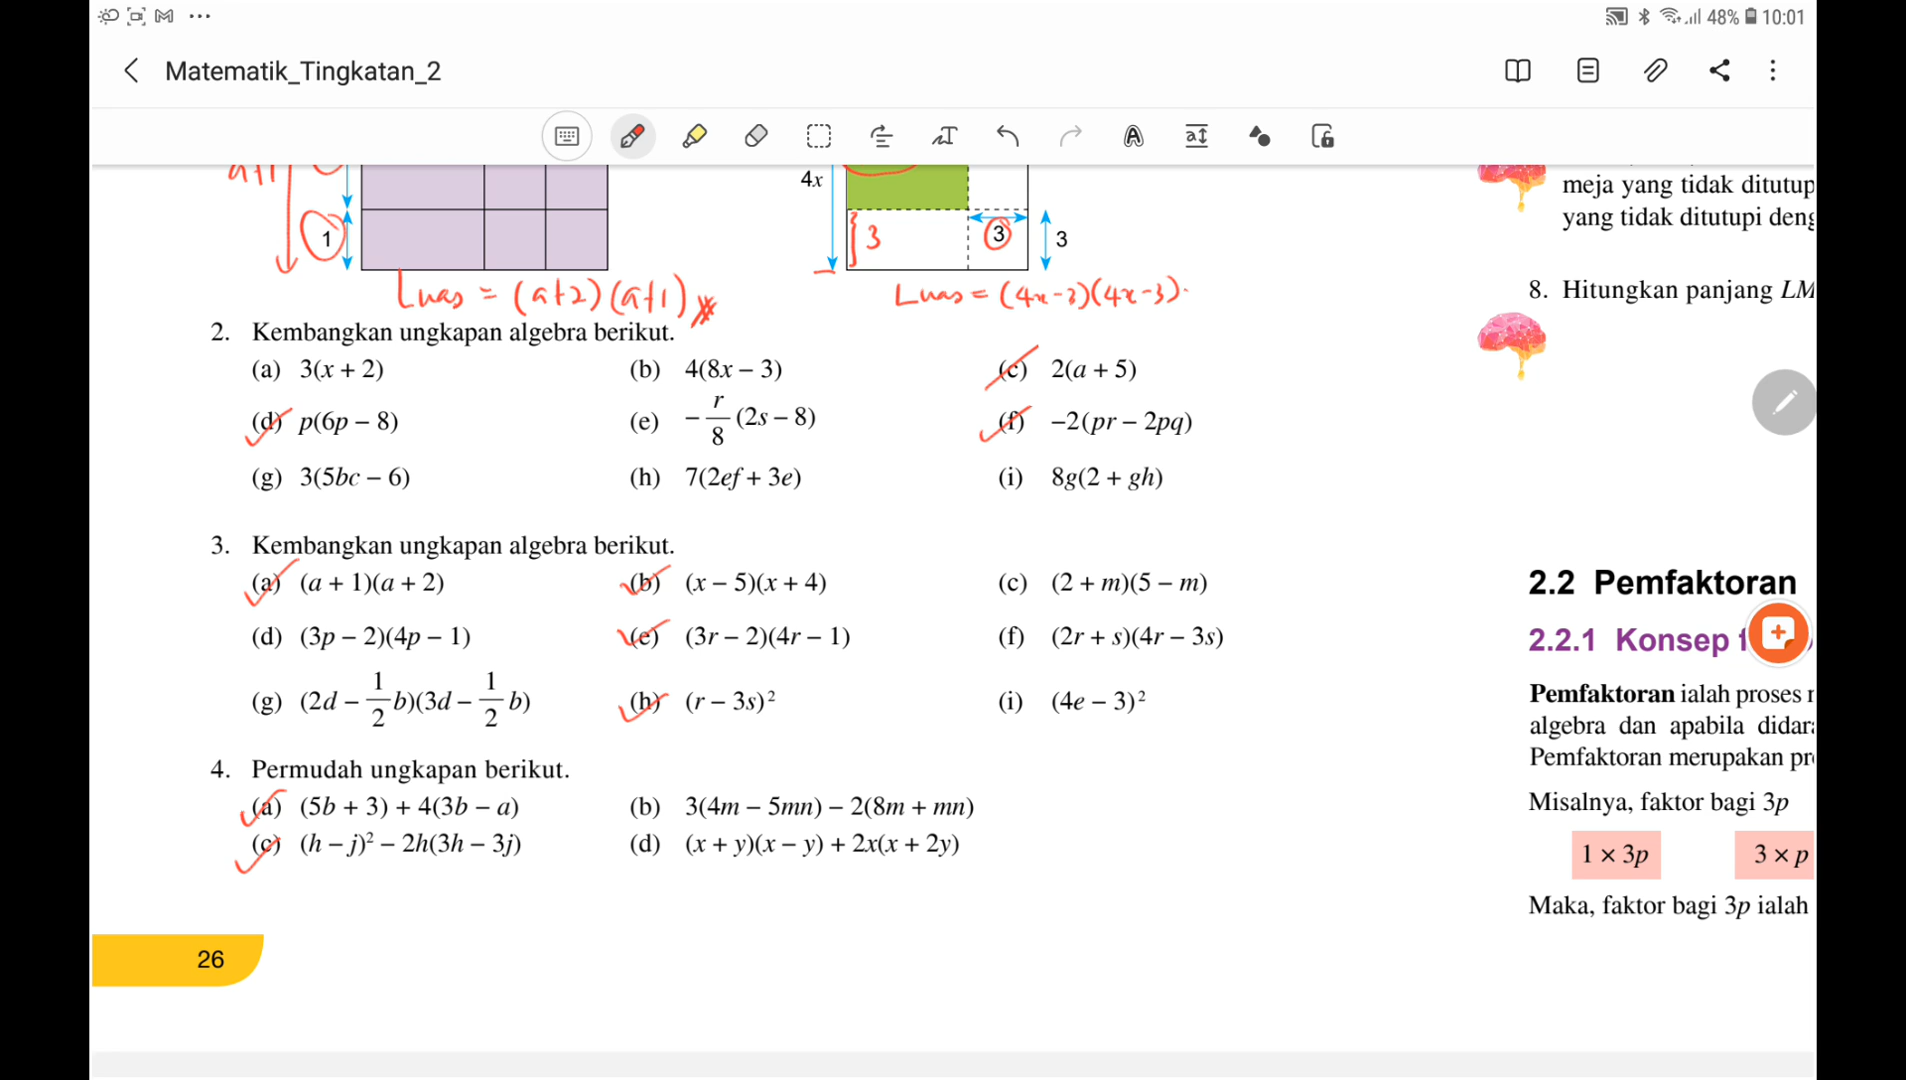 48% 10:01
Matematik_Tingkatan_2
a+1
1
4x
3
3
3
Luas = (a+2)(a+1)
Luas = (4x-3)(4x-3).
2. Kembangkan ungkapan algebra berikut.
(a) 3(x + 2) (b) 4(8x – 3) (c) 2(a + 5)
(d) p(6p – 8) (e) –r/8(2s – 8) (f) –2(pr – 2pq)
(g) 3(5bc – 6) (h) 7(2ef + 3e) (i) 8g(2 + gh)
3. Kembangkan ungkapan algebra berikut.
(a) (a + 1)(a + 2) (b) (x – 5)(x + 4) (c) (2 + m)(5 – m)
(d) (3p – 2)(4p – 1) (e) (3r – 2)(4r – 1) (f) (2r + s)(4r – 3s)
(g) (2d – 1/2 b)(3d – 1/2 b) (h) (r – 3s)² (i) (4e – 3)²
4. Permudah ungkapan berikut.
(a) (5b + 3) + 4(3b – a) (b) 3(4m – 5mn) – 2(8m + mn)
(c) (h – j)² – 2h(3h – 3j) (d) (x + y)(x – y) + 2x(x + 2y)
26
meja yang tidak ditutup
yang tidak ditutupi deng
8. Hitungkan panjang LM
2.2 Pemfaktoran
2.2.1 Konsep
Pemfaktoran ialah proses
algebra dan apabila didar
Pemfaktoran merupakan pr
Misalnya, faktor bagi 3p
1 × 3p 3 × p
Maka, faktor bagi 3p ialah